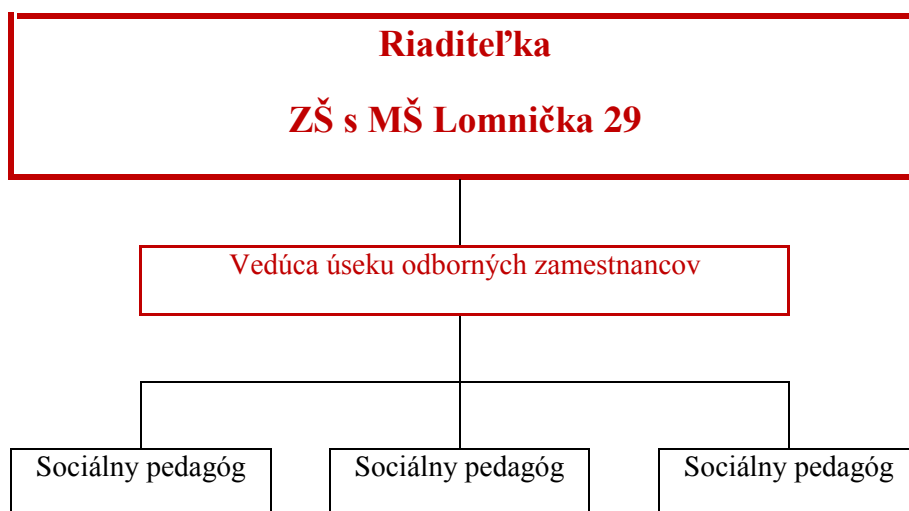 Riaditeľka
ZŠ s MŠ Lomnička 29
Vedúca úseku odborných zamestnancov
Sociálny pedagóg
Sociálny pedagóg
Sociálny pedagóg